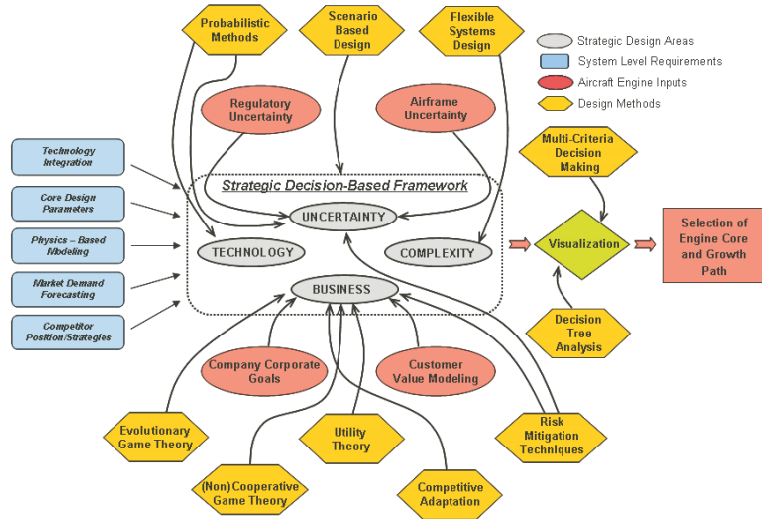 Probabilistic
Methods
Scenario
Based
Design
Flexible
Systems
Design
Strategic Design Areas
System Level Requirements
Aircraft Engine Inputs
Design Methods
Regulatory
Uncertainty
Airframe
Uncertainty
Multi-Criteria
Decision
Making
Technology
Integration
Core Design
Parameters
Physics – Based
Modeling
Market Demand
Forecasting
Competitor
Position/Strategies
Strategic Decision-Based Framework
UNCERTAINTY
TECHNOLOGY
COMPLEXITY
BUSINESS
Visualization
Selection of
Engine Core
and Growth
Path
Decision
Tree
Analysis
Company Corporate
Goals
Customer
Value Modeling
Evolutionary
Game Theory
(Non)Cooperative
Game Theory
Utility
Theory
Competitive
Adaptation
Risk
Mitigation
Techniques